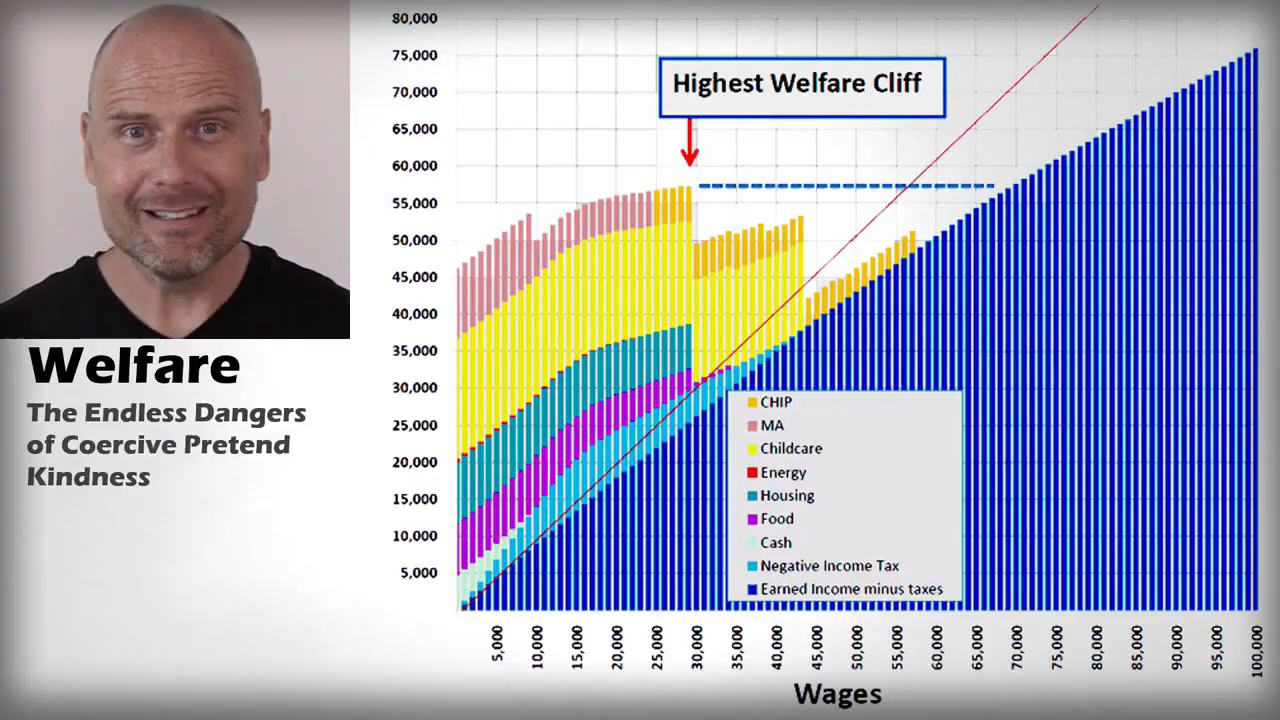 Welfare
The Endless Dangers
of Coercive Pretend
Kindness
80,000
75,000
70,000
65,000
60,000
55,000
50,000
45,000
40,000
35,000
30,000
25,000
20,000
15,000
10,000
5,000
Highest Welfare Cliff
CHIP
MA
Childcare
Energy
Housing
Food
Cash
Negative Income Tax
Earned Income minus taxes
5,000
10,000
15,000
20,000
25,000
30,000
35,000
40,000
45,000
50,000
55,000
60,000
65,000
70,000
75,000
80,000
85,000
90,000
95,000
100,000
Wages